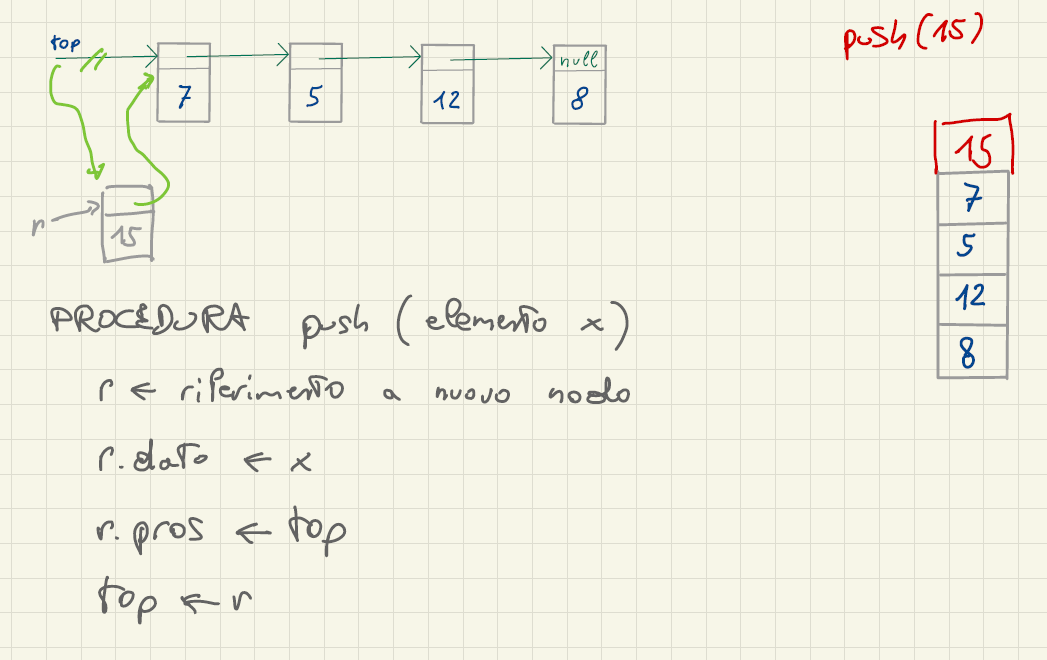 top
push (15)
null
7
5
12
8
15
7
5
12
8
r
15
PROCEDURA push (elemento x)
r ← riferimento a nuovo nodo
r.dato ← x
r.pros ← top
top ← r